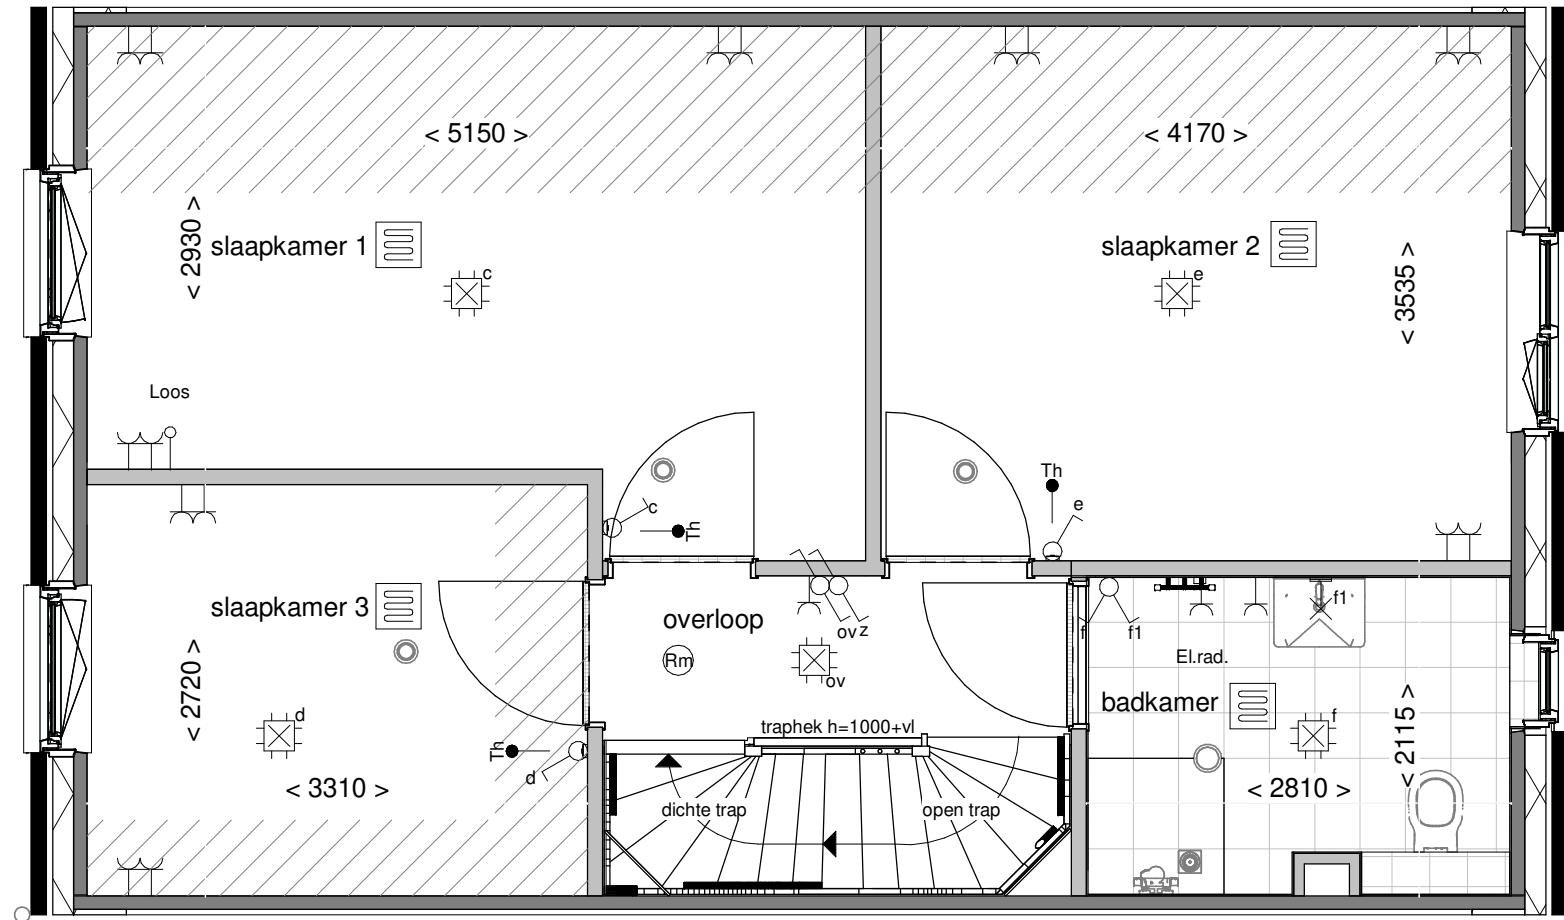 < 5150 >
< 4170 >
< 2930 >
slaapkamer 1
c
slaapkamer 2
e
< 3535 >
Loos
Th
c
Th
e
slaapkamer 3
overloop
ov z
f
f1
f1
Rm
ov
El.rad.
badkamer
f
< 2720 >
d
traphek h=1000+vl
< 2115 >
Th
d
< 3310 >
dichte trap
open trap
< 2810 >